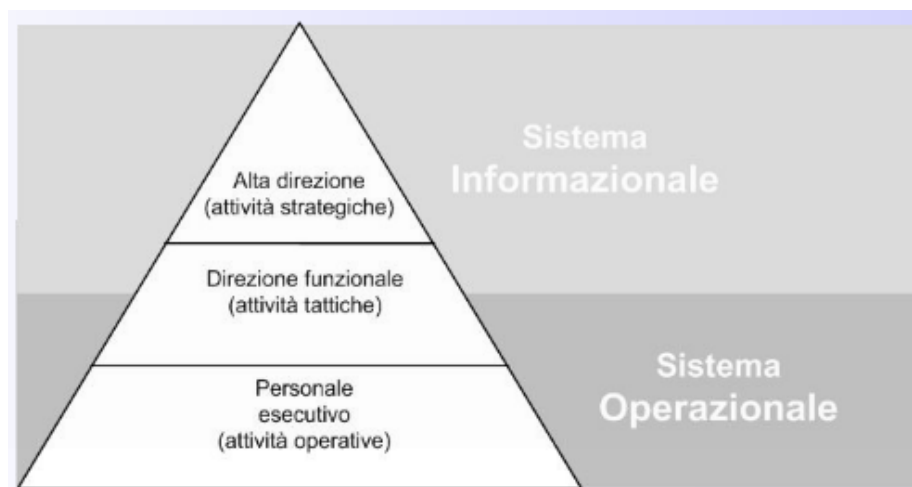 Sistema
Informazionale
Alta direzione
(attività strategiche)
Direzione funzionale
(attività tattiche)
Sistema
Operazionale
Personale
esecutivo
(attività operative)